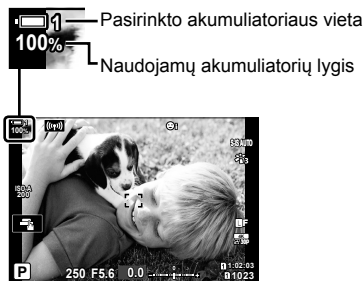 1
Pasirinkto akumuliatoriaus vieta
100%
Naudojamų akumuliatorių lygis
1
100%
S-IS AUTO
ISO-A
200
L F
P
250 F5.6 0.0
1:02:03
1023